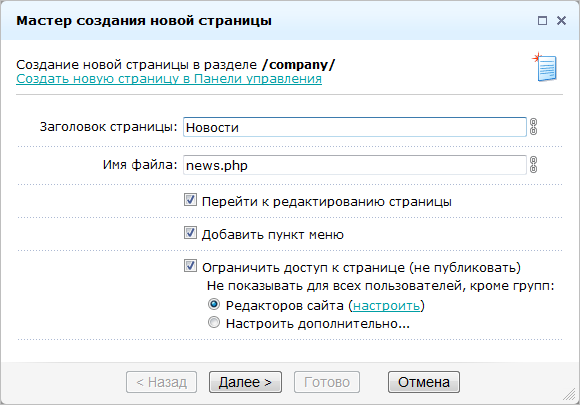 Мастер создания новой страницы
Создание новой страницы в разделе /company/
Создать новую страницу в Панели управления
Заголовок страницы: Новости
Имя файла: news.php
Перейти к редактированию страницы
Добавить пункт меню
Ограничить доступ к странице (не публиковать)
Не показывать для всех пользователей, кроме групп:
Редакторов сайта (настроить)
Настроить дополнительно...
< Назад Далее > Готово Отмена